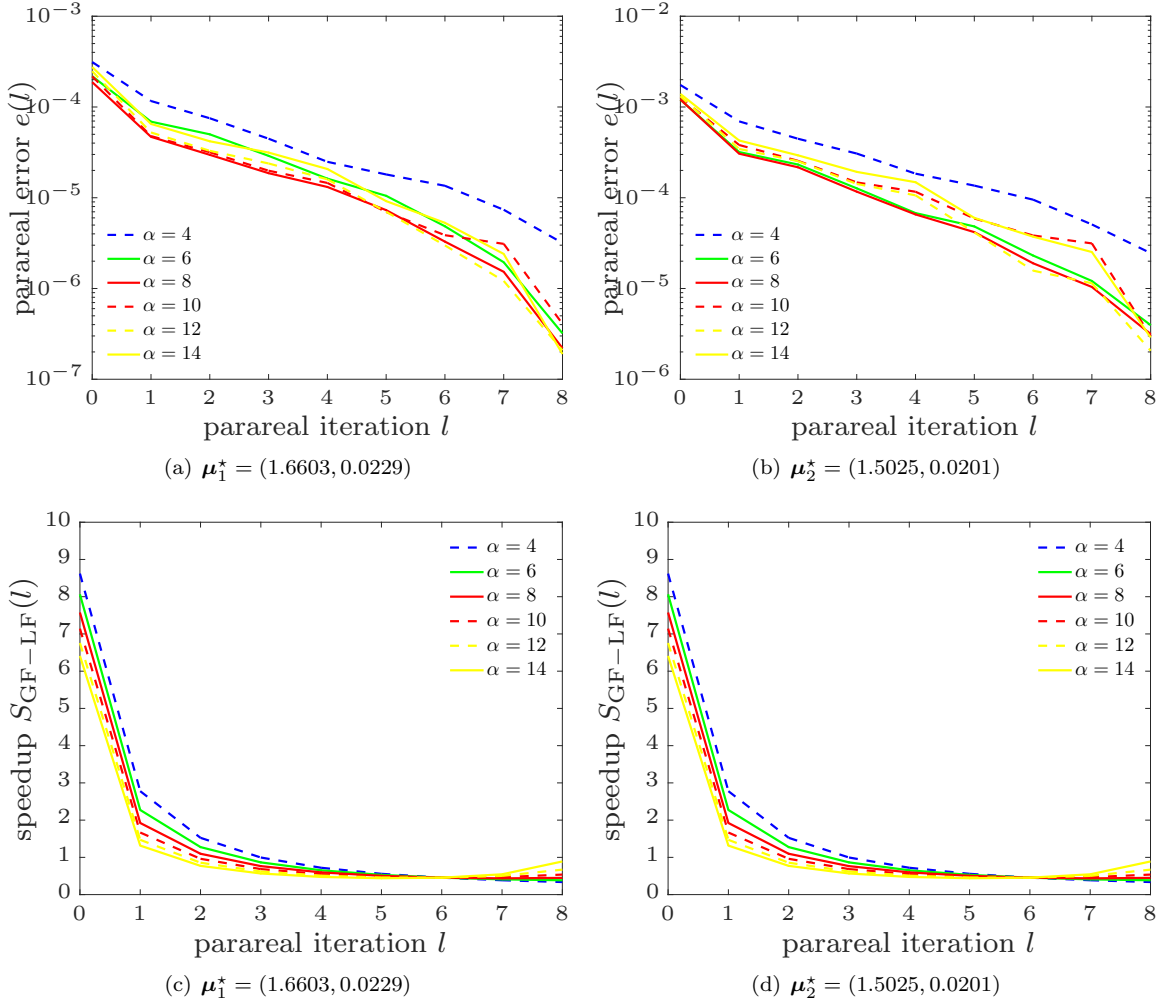 10⁻³
10⁻⁴
10⁻⁵
10⁻⁶
10⁻⁷
parareal error e(l)
α = 4
α = 6
α = 8
α = 10
α = 12
α = 14
0 1 2 3 4 5 6 7 8
parareal iteration l
(a) μ₁⋆ = (1.6603, 0.0229)
10⁻²
10⁻³
10⁻⁴
10⁻⁵
10⁻⁶
parareal error e(l)
α = 4
α = 6
α = 8
α = 10
α = 12
α = 14
0 1 2 3 4 5 6 7 8
parareal iteration l
(b) μ₂⋆ = (1.5025, 0.0201)
10
9
8
7
6
5
4
3
2
1
0
speedup S_GF−LF(l)
α = 4
α = 6
α = 8
α = 10
α = 12
α = 14
0 1 2 3 4 5 6 7 8
parareal iteration l
(c) μ₁⋆ = (1.6603, 0.0229)
10
9
8
7
6
5
4
3
2
1
0
speedup S_GF−LF(l)
α = 4
α = 6
α = 8
α = 10
α = 12
α = 14
0 1 2 3 4 5 6 7 8
parareal iteration l
(d) μ₂⋆ = (1.5025, 0.0201)